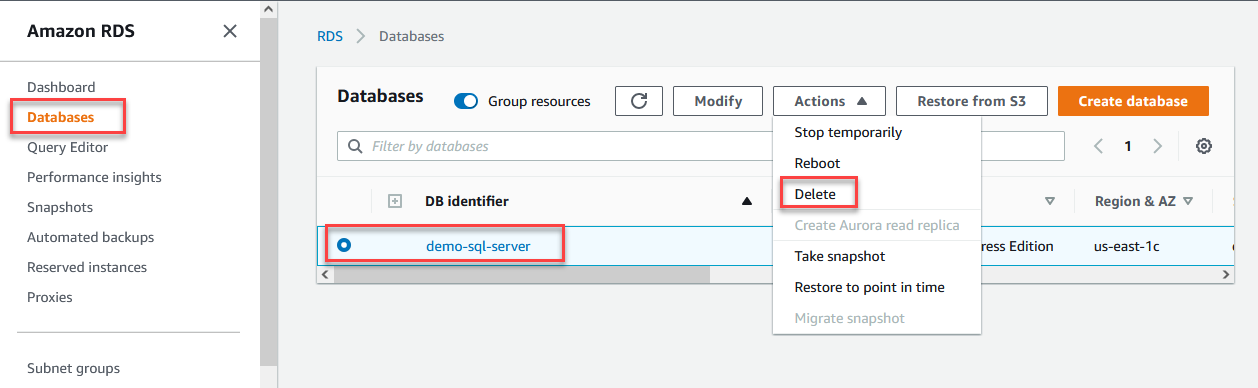 Amazon RDS
Dashboard
Databases
Query Editor
Performance insights
Snapshots
Automated backups
Reserved instances
Proxies
Subnet groups
RDS Databases
Databases Group resources Modify Actions Restore from S3 Create database
Filter by databases 1
Stop temporarily
Reboot
Delete
Create Aurora read replica
Take snapshot
Restore to point in time
Migrate snapshot
DB identifier Region & AZ
demo-sql-server ress Edition us-east-1c